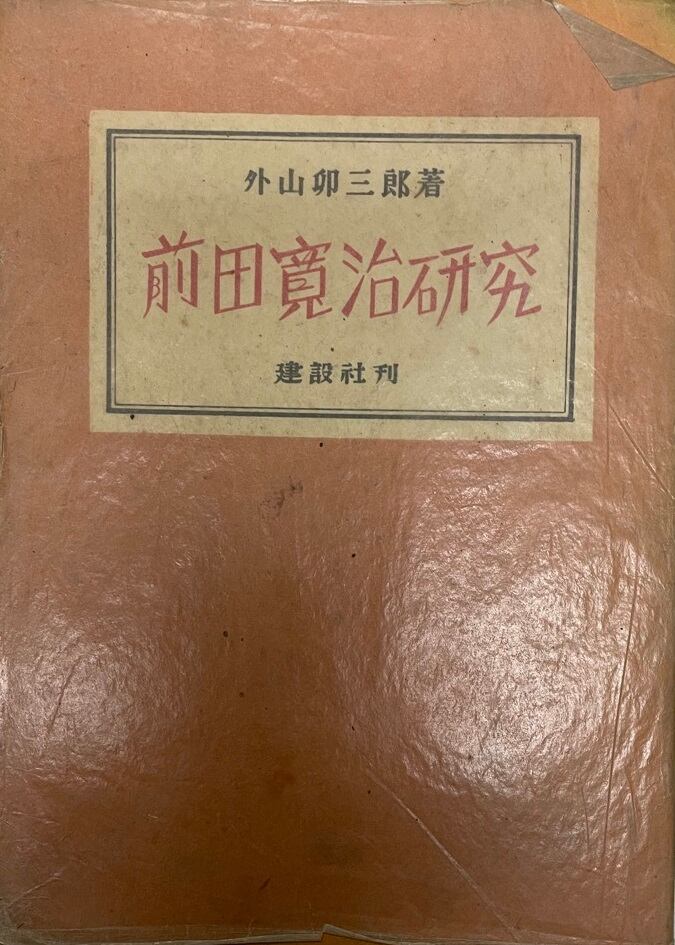 外山卯三郎著
前田寛治研究
建設社刊